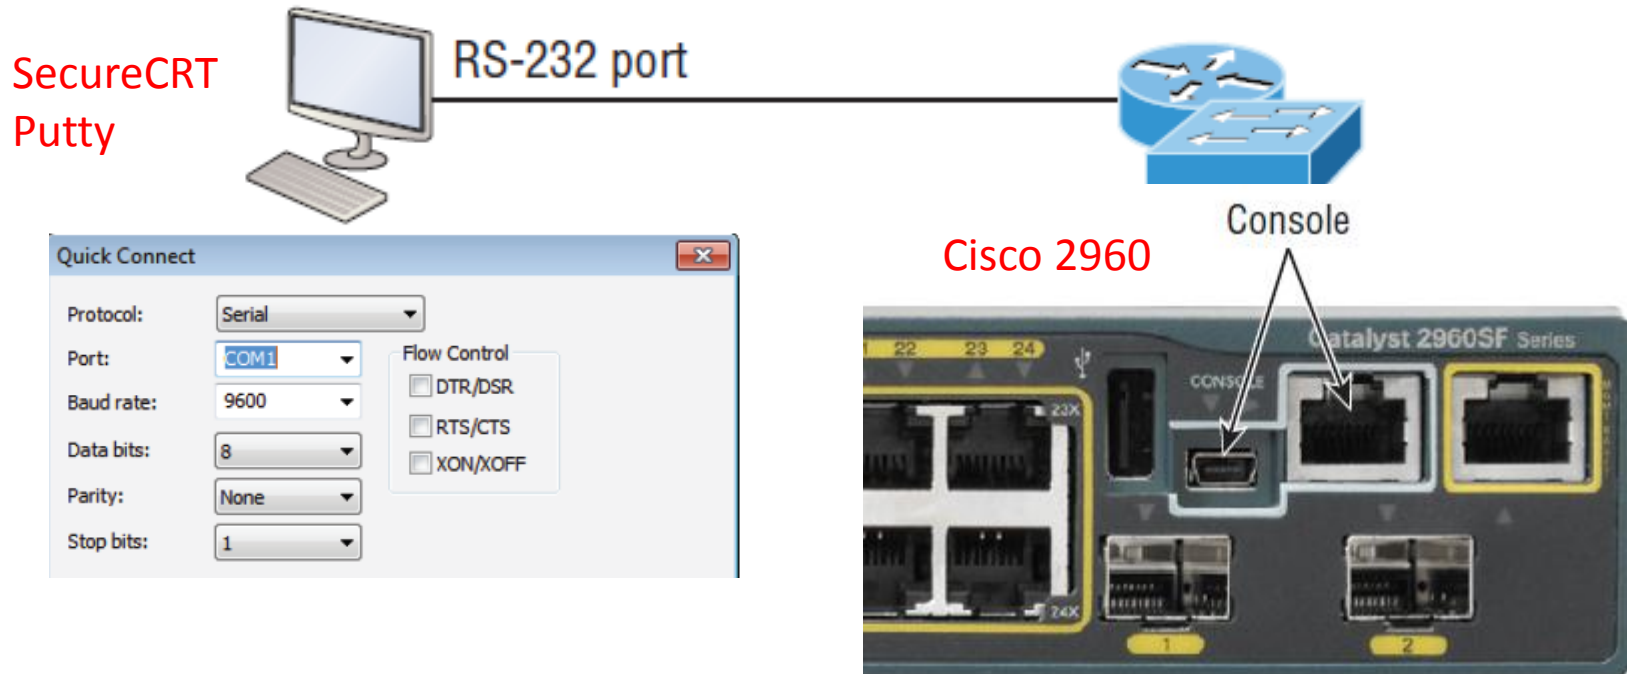 SecureCRT
Putty
RS-232 port
Console
Cisco 2960
Quick Connect
Protocol: Serial
Port: COM1
Baud rate: 9600
Data bits: 8
Parity: None
Stop bits: 1
Flow Control
DTR/DSR
RTS/CTS
XON/XOFF
Catalyst 2960SF Series
22 23 24
CONSOLE
23X
24X
1
2